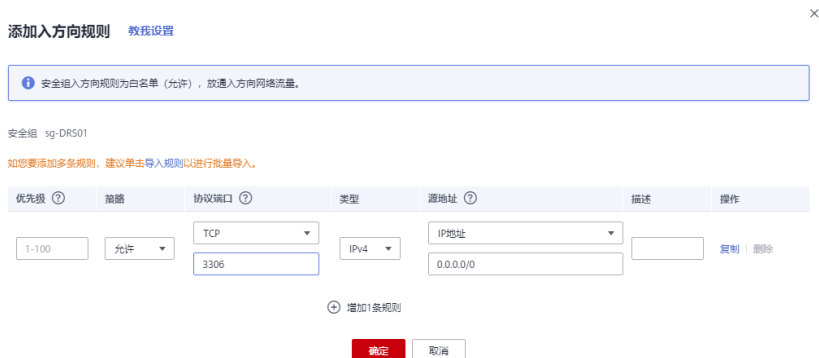 添加入方向规则 教我设置
安全组入方向规则为白名单（允许），放通入方向网络流量。
安全组 sg-DRS01
如您要添加多条规则，建议单击导入规则以进行批量导入。
优先级 策略 协议端口 类型 源地址 描述 操作
1-100 允许 TCP IPv4 IP地址 复制 删除
3306 0.0.0.0/0
增加1条规则
确定 取消